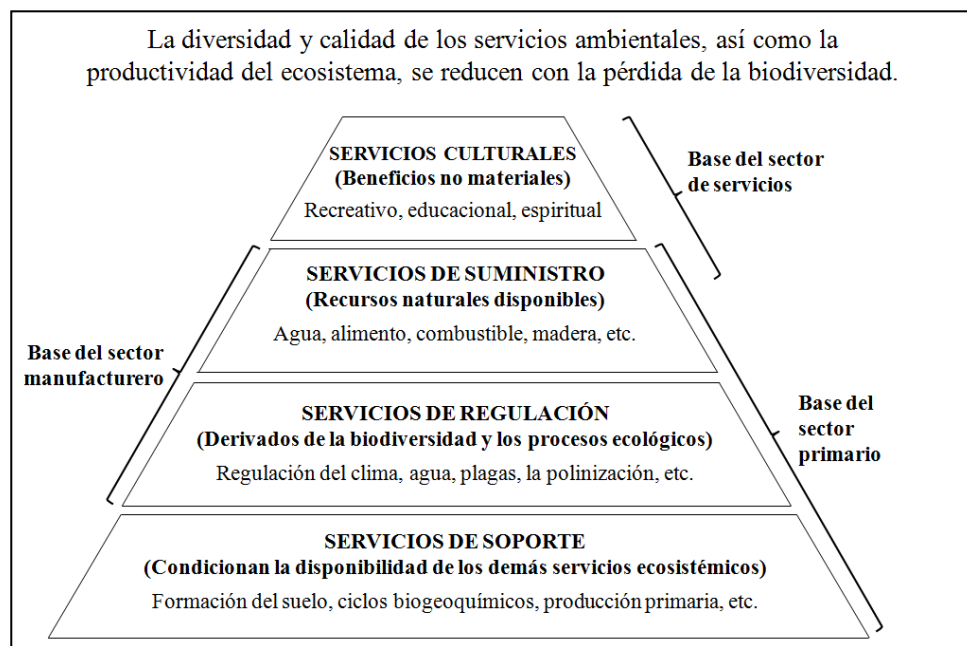 La diversidad y calidad de los servicios ambientales, así como la
productividad del ecosistema, se reducen con la pérdida de la biodiversidad.
SERVICIOS CULTURALES
(Beneficios no materiales)
Recreativo, educacional, espiritual
Base del sector
de servicios
SERVICIOS DE SUMINISTRO
(Recursos naturales disponibles)
Agua, alimento, combustible, madera, etc.
Base del sector
manufacturero
SERVICIOS DE REGULACIÓN
(Derivados de la biodiversidad y los procesos ecológicos)
Regulación del clima, agua, plagas, la polinización, etc.
Base del
sector
primario
SERVICIOS DE SOPORTE
(Condicionan la disponibilidad de los demás servicios ecosistémicos)
Formación del suelo, ciclos biogeoquímicos, producción primaria, etc.